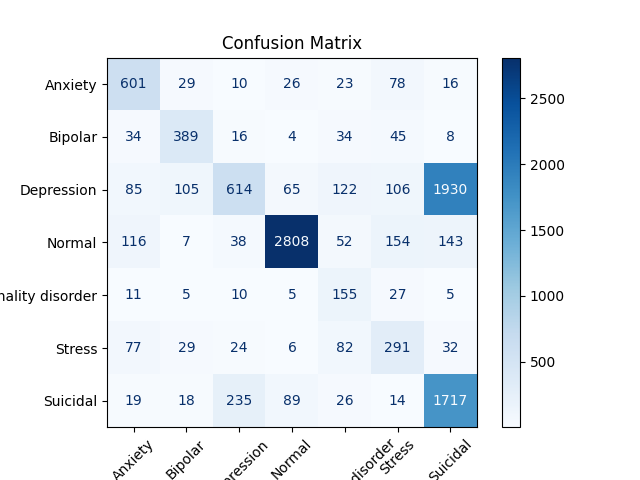 Confusion Matrix
Anxiety 601 29 10 26 23 78 16
Bipolar 34 389 16 4 34 45 8
Depression 85 105 614 65 122 106 1930
Normal 116 7 38 2808 52 154 143
nality disorder 11 5 10 5 155 27 5
Stress 77 29 24 6 82 291 32
Suicidal 19 18 235 89 26 14 1717
Anxiety Bipolar ression Normal disorder Stress Suicidal
2500
2000
1500
1000
500